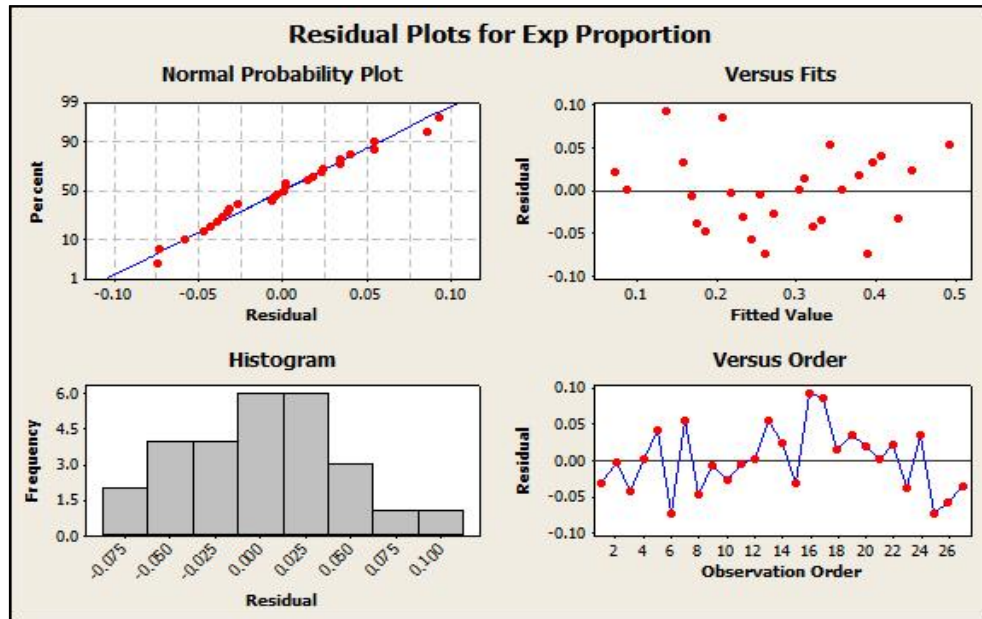 Residual Plots for Exp Proportion
Normal Probability Plot
99
90
50
10
1
Percent
-0.10 -0.05 0.00 0.05 0.10
Residual
Versus Fits
0.10
0.05
0.00
-0.05
-0.10
Residual
0.1 0.2 0.3 0.4 0.5
Fitted Value
Histogram
6.0
4.5
3.0
1.5
0.0
Frequency
-0.075 -0.050 -0.025 0.000 0.025 0.050 0.075 0.100
Residual
Versus Order
0.10
0.05
0.00
-0.05
-0.10
Residual
2 4 6 8 10 12 14 16 18 20 22 24 26
Observation Order